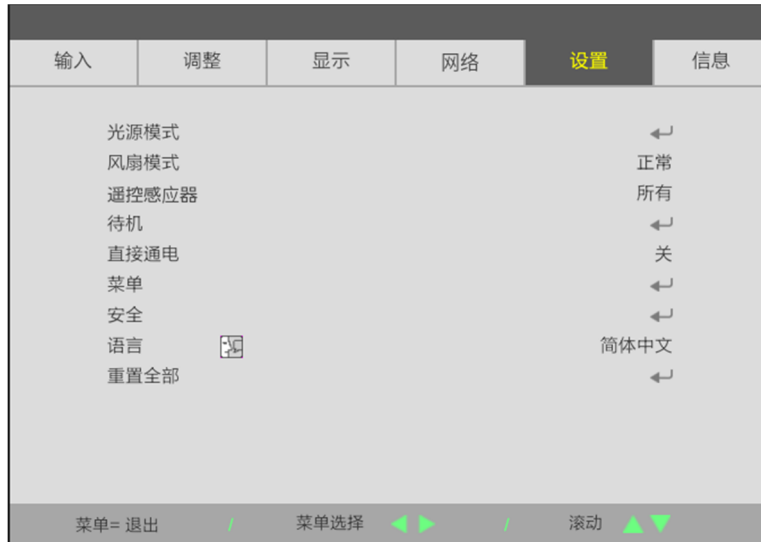 输入 调整 显示 网络 设置 信息
光源模式
风扇模式 正常
遥控感应器 所有
待机
直接通电 关
菜单
安全
语言 简体中文
重置全部
菜单= 退出 / 菜单选择 / 滚动